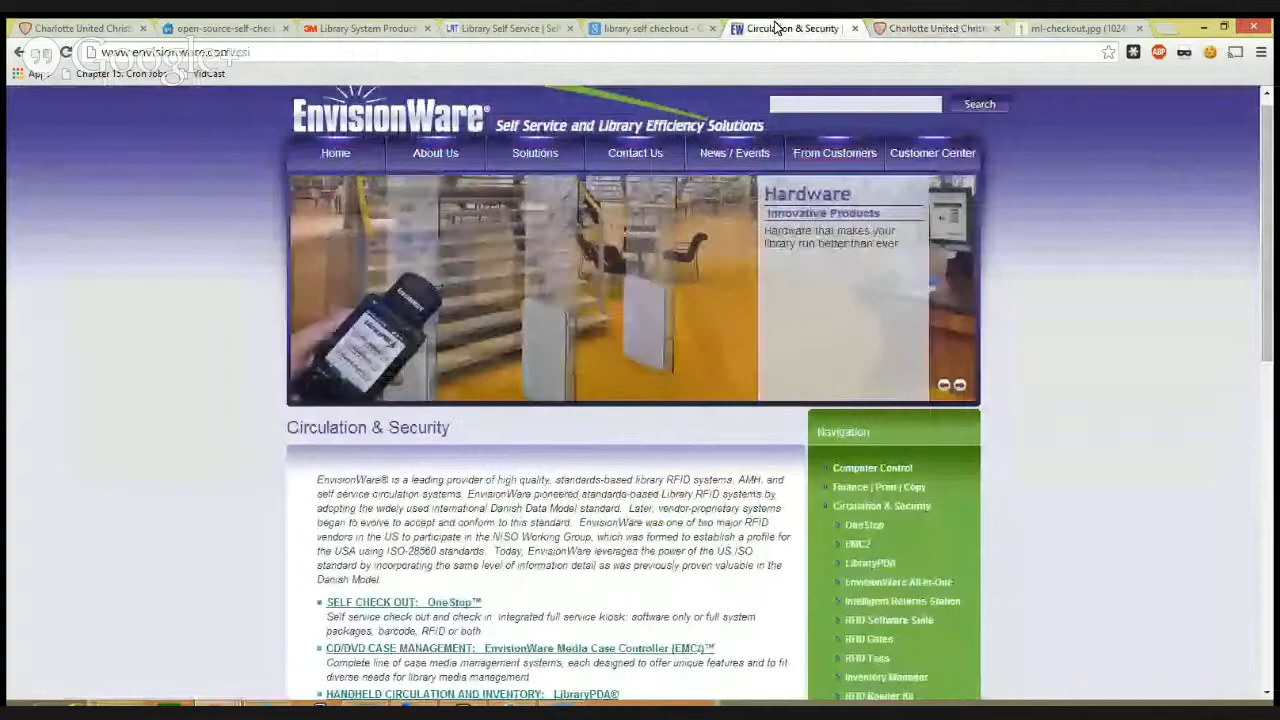 Charlotte United Christ
open-source-self-chec
3M Library System Product
LRT Library Self Service | Sel
library self checkout - G
EW Circulation & Security |
Charlotte United Christ
rml-checkout.jpg (1024
www.envisionware.com
Google+
Chapter 15. Cron Jobs
VidCast
EnvisionWare®
Self Service and Library Efficiency Solutions
Search
Home
About Us
Solutions
Contact Us
News / Events
From Customers
Customer Center
Hardware
Innovative Products
Hardware that makes your
library run better than ever
Circulation & Security
EnvisionWare® is a leading provider of high quality, standards-based library RFID systems, AMH, and
self service circulation systems. EnvisionWare pioneered standards-based Library RFID systems by
adopting the widely used international Danish Data Model standard. Later, vendor-proprietary systems
began to evolve to accept and conform to this standard. EnvisionWare was one of two major RFID
vendors in the US to participate in the NISO Working Group, which was formed to establish a profile for
the USA using ISO-28560 standards. Today, EnvisionWare leverages the power of the US ISO
standard by incorporating the same level of information detail as was previously proven valuable in the
Danish Model.
SELF CHECK OUT: OneStop™
Self service check out and check in integrated full service kiosk: software only or full system
packages, barcode, RFID or both
CD/DVD CASE MANAGEMENT: EnvisionWare Media Case Controller (EMC2)™
Complete line of case media management systems, each designed to offer unique features and to fit
diverse needs for library media management
HANDHELD CIRCULATION AND INVENTORY: LibraryPDA®
Navigation
Computer Control
Finance | Print | Copy
Circulation & Security
OneStop
EMC2
LibraryPDA
EnvisionWare All-in-One
Intelligent Returns Station
RFID Software Suite
RFID Gates
RFID Tags
Inventory Manager
RFID Reader Kit